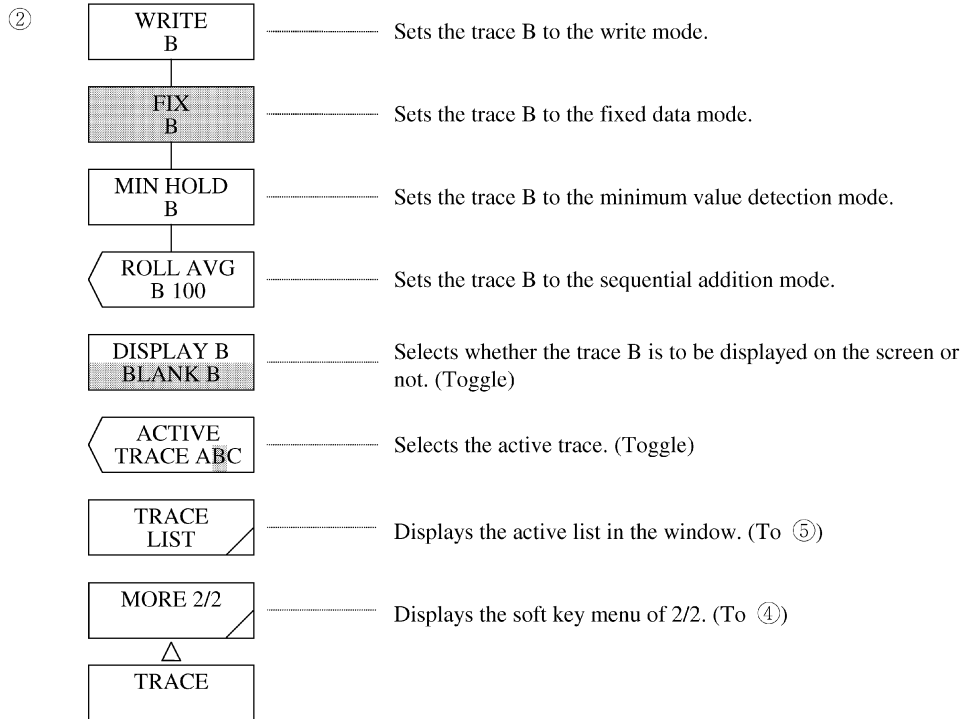 ②
WRITE
B
Sets the trace B to the write mode.
FIX
B
Sets the trace B to the fixed data mode.
MIN HOLD
B
Sets the trace B to the minimum value detection mode.
ROLL AVG
B 100
Sets the trace B to the sequential addition mode.
DISPLAY B
BLANK B
Selects whether the trace B is to be displayed on the screen or
not. (Toggle)
ACTIVE
TRACE ABC
Selects the active trace. (Toggle)
TRACE
LIST
Displays the active list in the window. (To ⑤)
MORE 2/2
Displays the soft key menu of 2/2. (To ④)
TRACE